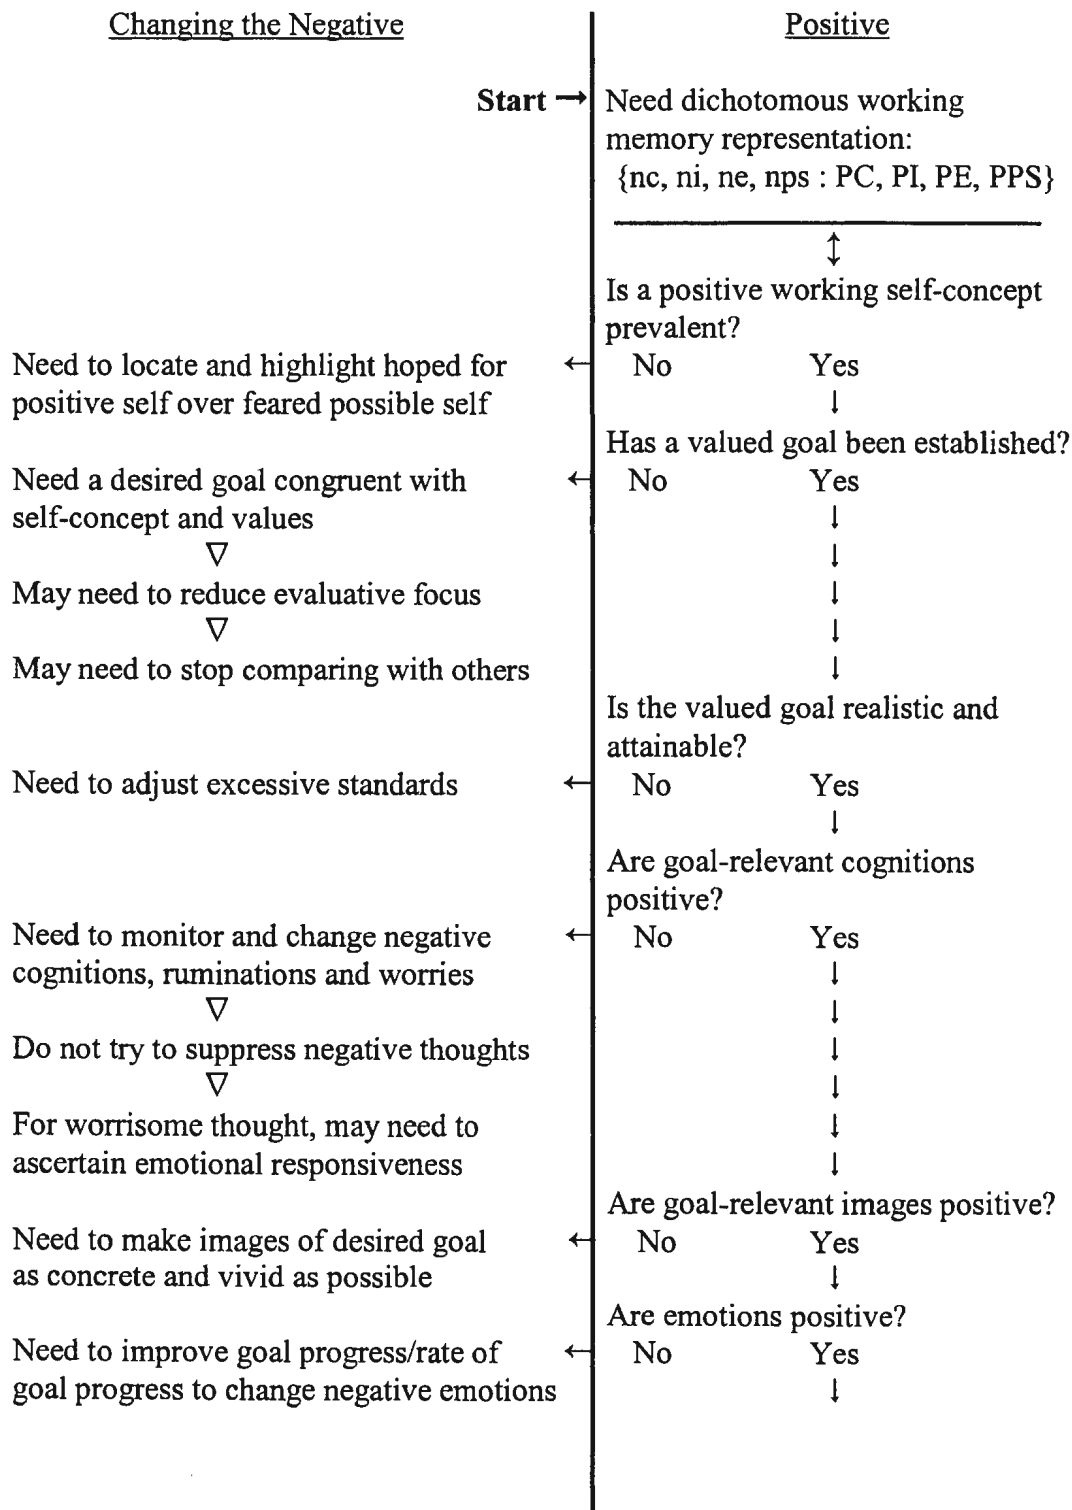 Changing the Negative
Positive
Start → Need dichotomous working
memory representation:
{nc, ni, ne, nps : PC, PI, PE, PPS}
↕
Is a positive working self-concept
prevalent?
Need to locate and highlight hoped for ← No Yes
positive self over feared possible self ↓
Has a valued goal been established?
Need a desired goal congruent with ← No Yes
self-concept and values ↓
▽ ↓
May need to reduce evaluative focus ↓
▽ ↓
May need to stop comparing with others ↓
Is the valued goal realistic and
attainable?
Need to adjust excessive standards ← No Yes
↓
Are goal-relevant cognitions
positive?
Need to monitor and change negative ← No Yes
cognitions, ruminations and worries ↓
▽ ↓
Do not try to suppress negative thoughts ↓
▽ ↓
For worrisome thought, may need to ↓
ascertain emotional responsiveness ↓
Are goal-relevant images positive?
Need to make images of desired goal ← No Yes
as concrete and vivid as possible ↓
Are emotions positive?
Need to improve goal progress/rate of ← No Yes
goal progress to change negative emotions ↓